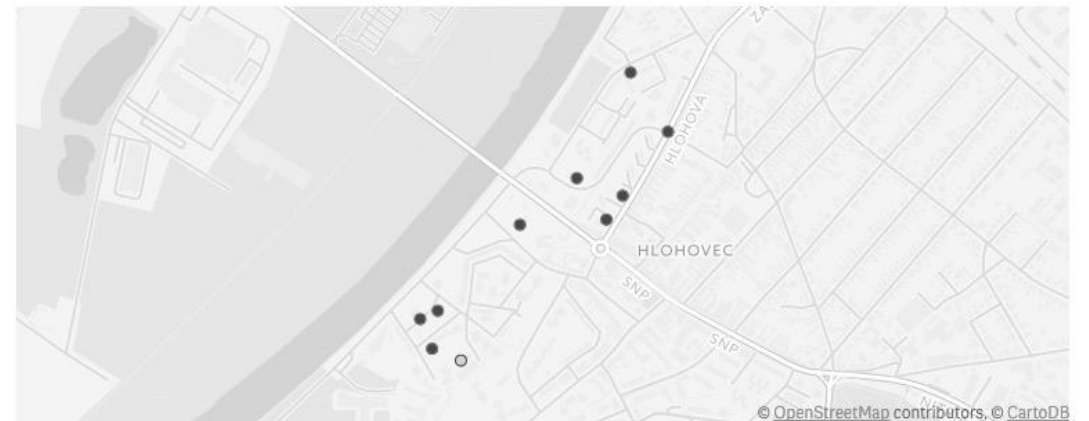 HLOHOVÁ
HLOHOVEC
SNP
SNP
© OpenStreetMap contributors, © CartoDB